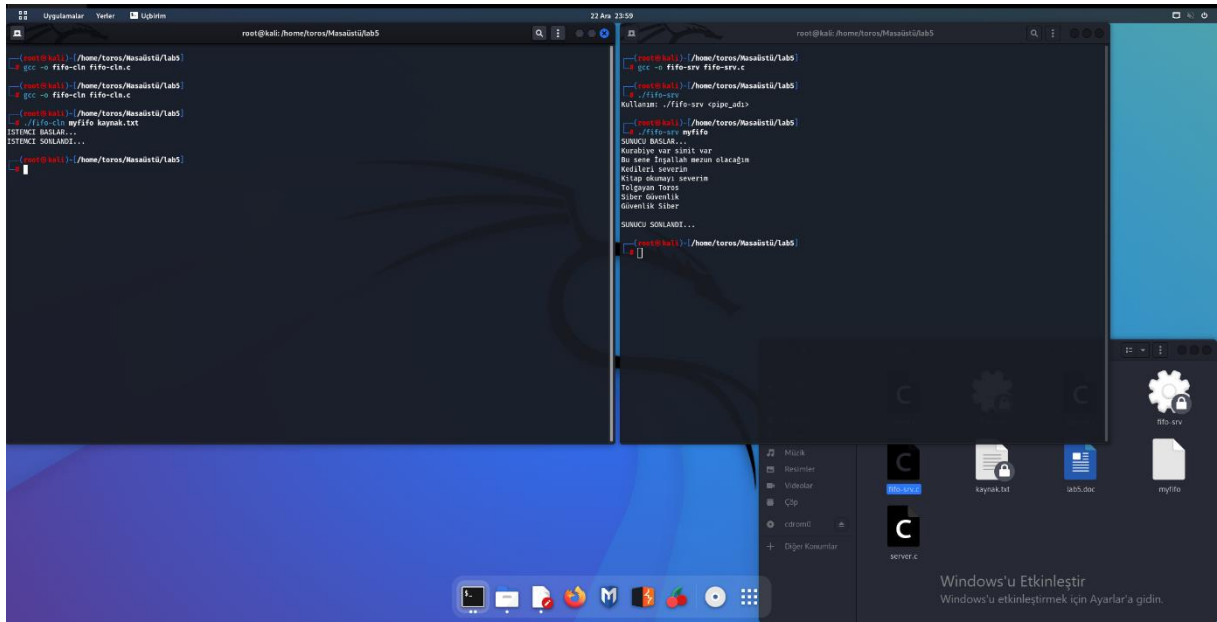 Uygulamalar Yerler Uçbirim 22 Ara 23:59
root@kali: /home/toros/Masaüstü/lab5
(root㉿kali)-[/home/toros/Masaüstü/lab5]
# gcc -o fifo-cln fifo-cln.c
(root㉿kali)-[/home/toros/Masaüstü/lab5]
# gcc -o fifo-cln fifo-cln.c
(root㉿kali)-[/home/toros/Masaüstü/lab5]
# ./fifo-cln myfifo kaynak.txt
ISTEMCI BASLAR...
ISTEMCI SONLANDI...
(root㉿kali)-[/home/toros/Masaüstü/lab5]
#
root@kali: /home/toros/Masaüstü/lab5
(root㉿kali)-[/home/toros/Masaüstü/lab5]
# gcc -o fifo-srv fifo-srv.c
(root㉿kali)-[/home/toros/Masaüstü/lab5]
# ./fifo-srv
Kullanım: ./fifo-srv <pipe_adı>
(root㉿kali)-[/home/toros/Masaüstü/lab5]
# ./fifo-srv myfifo
SUNUCU BASLAR...
Kurabiye var simit var
Bu sene İnşallah mezun olacağım
Kedileri severim
Kitap okumayı severim
Tolgayan Toros
Siber Güvenlik
Güvenlik Siber
SUNUCU SONLANDI...
(root㉿kali)-[/home/toros/Masaüstü/lab5]
#
fifo-srv
Müzik
Resimler
Videolar
Çöp
cdrom0
Diğer Konumlar
C
C
C
fifo-srv.c
kaynak.txt
lab5.doc
myfifo
C
server.c
Windows'u Etkinleştir
Windows'u etkinleştirmek için Ayarlar'a gidin.